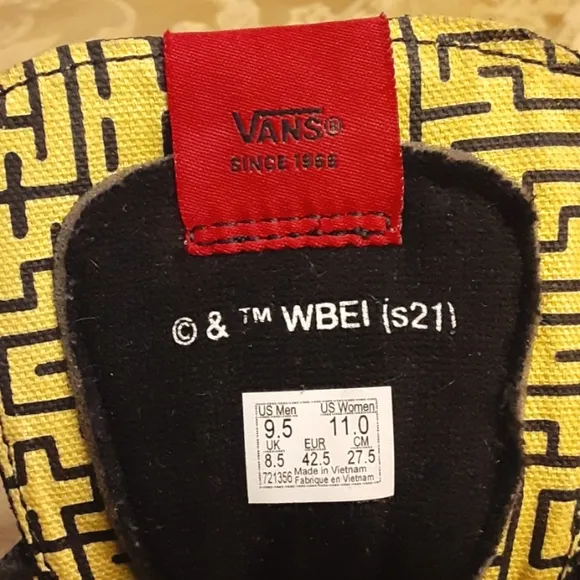 VANS®
SINCE 1966
© & ™ WBEI (s21)
US Men US Women
9.5 11.0
UK EUR CM
8.5 42.5 27.5
721356 Made in Vietnam
Fabriqué en Vietnam